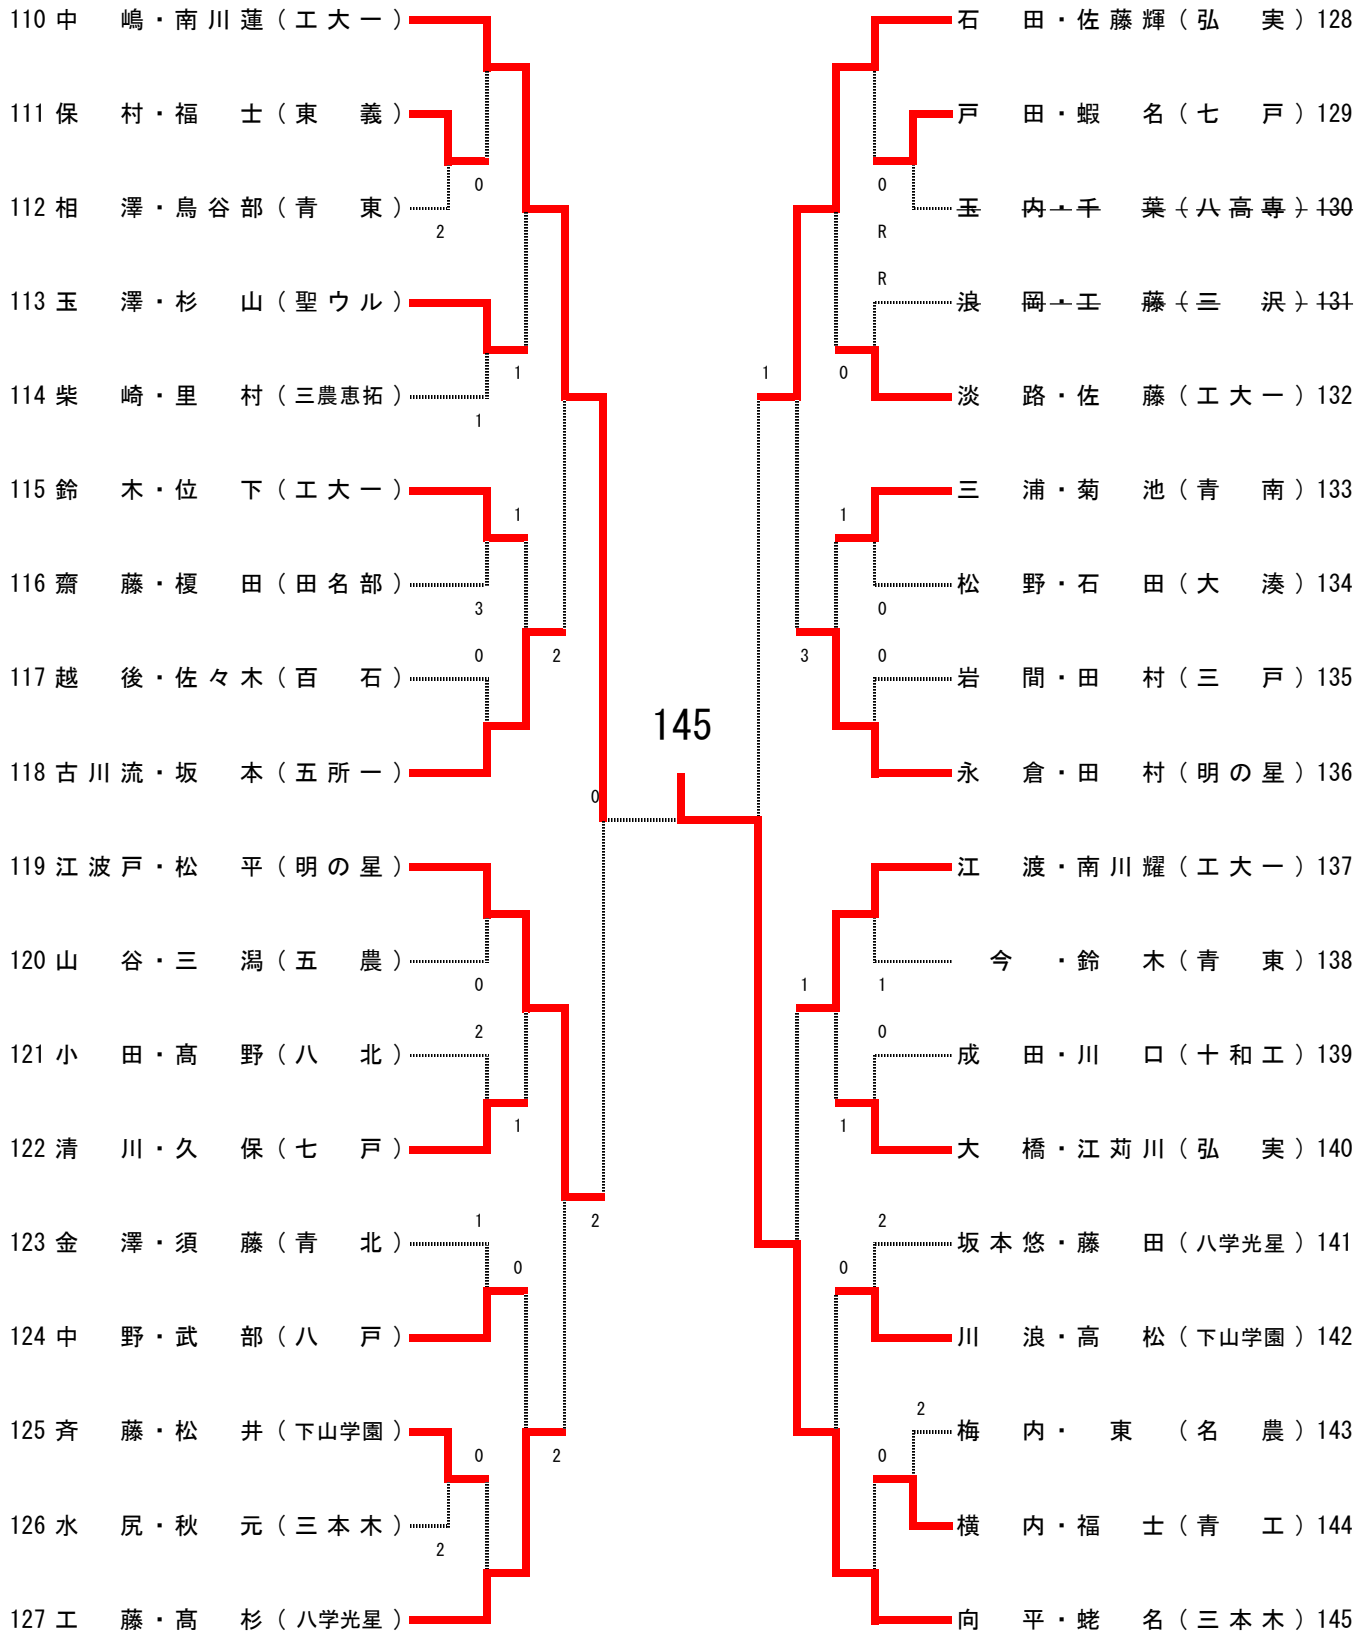 110 中 嶋・南川蓮 ( 工大一 )
111 保 村・福 士 ( 東 義 )
0
112 相 澤・鳥谷部 ( 青 東 )
2
113 玉 澤・杉 山 ( 聖ウル )
1
114 柴 崎・里 村 ( 三農恵拓 )
1
115 鈴 木・位 下 ( 工大一 )
1
116 齋 藤・榎 田 ( 田名部 )
3
0
2
117 越 後・佐々木 ( 百 石 )
118 古川流・坂 本 ( 五所一 )
0
119 江波戸・松 平 ( 明の星 )
120 山 谷・三 潟 ( 五 農 )
0
2
121 小 田・髙 野 ( 八 北 )
1
122 清 川・久 保 ( 七 戸 )
1
2
123 金 澤・須 藤 ( 青 北 )
0
124 中 野・武 部 ( 八 戸 )
125 斉 藤・松 井 ( 下山学園 )
0
2
126 水 尻・秋 元 ( 三本木 )
2
127 工 藤・髙 杉 ( 八学光星 )
145
石 田・佐藤輝 ( 弘 実 ) 128
戸 田・蝦 名 ( 七 戸 ) 129
0
玉 内・千 葉 ( 八高専 ) 130
R
R
浪 岡・工 藤 ( 三 沢 ) 131
1
0
淡 路・佐 藤 ( 工大一 ) 132
三 浦・菊 池 ( 青 南 ) 133
1
松 野・石 田 ( 大 湊 ) 134
0
3
0
岩 間・田 村 ( 三 戸 ) 135
永 倉・田 村 ( 明の星 ) 136
江 渡・南川耀 ( 工大一 ) 137
今 ・鈴 木 ( 青 東 ) 138
1
1
0
成 田・川 口 ( 十和工 ) 139
1
大 橋・江苅川 ( 弘 実 ) 140
2
坂本悠・藤 田 ( 八学光星 ) 141
0
川 浪・高 松 ( 下山学園 ) 142
2
梅 内・ 東 ( 名 農 ) 143
0
横 内・福 士 ( 青 工 ) 144
向 平・蛯 名 ( 三本木 ) 145